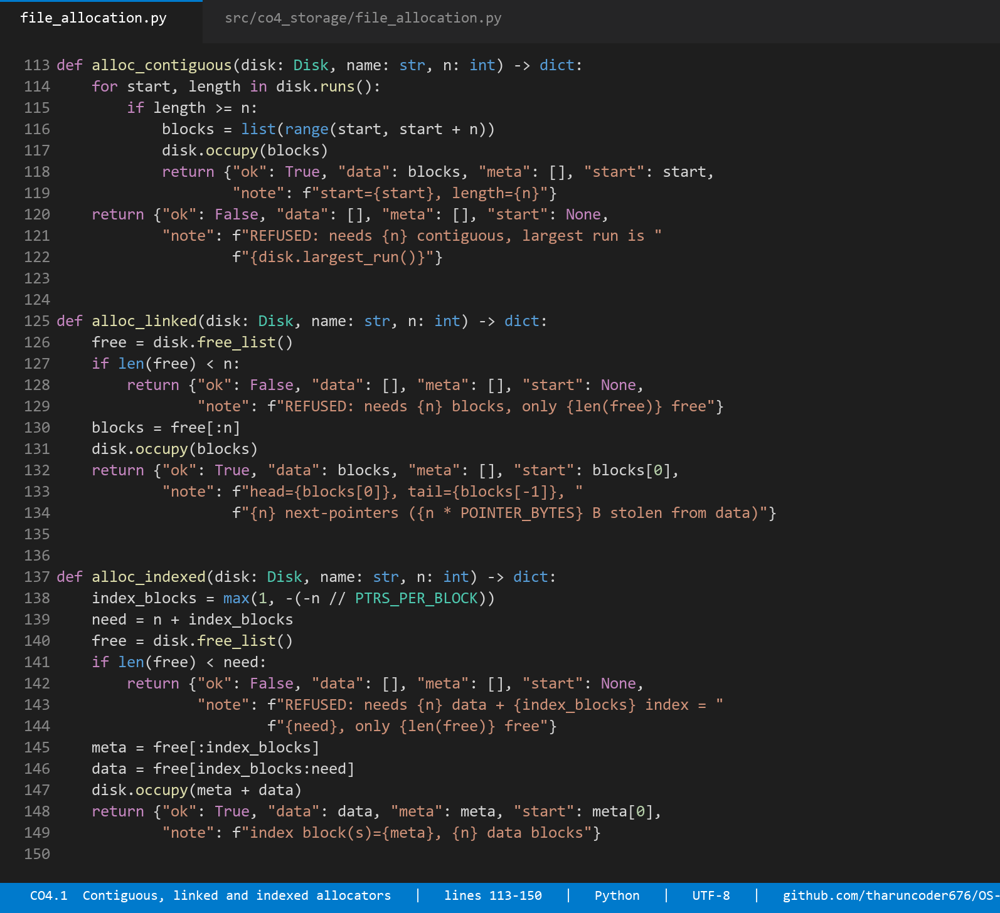 file_allocation.py    src/co4_storage/file_allocation.py
113 def alloc_contiguous(disk: Disk, name: str, n: int) -> dict:
114     for start, length in disk.runs():
115         if length >= n:
116             blocks = list(range(start, start + n))
117             disk.occupy(blocks)
118             return {"ok": True, "data": blocks, "meta": [], "start": start,
119                     "note": f"start={start}, length={n}"}
120     return {"ok": False, "data": [], "meta": [], "start": None,
121             "note": f"REFUSED: needs {n} contiguous, largest run is "
122                     f"{disk.largest_run()}"}
123
124
125 def alloc_linked(disk: Disk, name: str, n: int) -> dict:
126     free = disk.free_list()
127     if len(free) < n:
128         return {"ok": False, "data": [], "meta": [], "start": None,
129                 "note": f"REFUSED: needs {n} blocks, only {len(free)} free"}
130     blocks = free[:n]
131     disk.occupy(blocks)
132     return {"ok": True, "data": blocks, "meta": [], "start": blocks[0],
133             "note": f"head={blocks[0]}, tail={blocks[-1]}, "
134                     f"{n} next-pointers ({n * POINTER_BYTES} B stolen from data)"}
135
136
137 def alloc_indexed(disk: Disk, name: str, n: int) -> dict:
138     index_blocks = max(1, -(-n // PTRS_PER_BLOCK))
139     need = n + index_blocks
140     free = disk.free_list()
141     if len(free) < need:
142         return {"ok": False, "data": [], "meta": [], "start": None,
143                 "note": f"REFUSED: needs {n} data + {index_blocks} index = "
144                         f"{need}, only {len(free)} free"}
145     meta = free[:index_blocks]
146     data = free[index_blocks:need]
147     disk.occupy(meta + data)
148     return {"ok": True, "data": data, "meta": meta, "start": meta[0],
149             "note": f"index block(s)={meta}, {n} data blocks"}
150
CO4.1  Contiguous, linked and indexed allocators | lines 113-150 | Python | UTF-8 | github.com/tharuncoder676/OS-